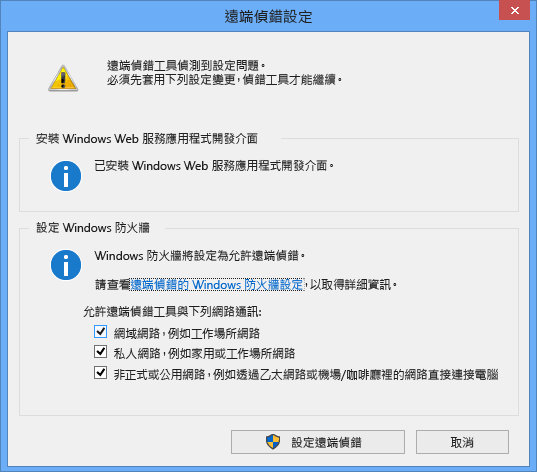 遠端偵錯設定
遠端偵錯工具偵測到設定問題。
必須先套用下列設定變更，偵錯工具才能繼續。
安裝 Windows Web 服務應用程式開發介面
已安裝 Windows Web 服務應用程式開發介面。
設定 Windows 防火牆
Windows 防火牆將設定為允許遠端偵錯。
請查看遠端偵錯的 Windows 防火牆設定，以取得詳細資訊。
允許遠端偵錯工具與下列網路通訊:
網域網路，例如工作場所網路
私人網路，例如家用或工作場所網路
非正式或公用網路，例如透過乙太網路或機場/咖啡廳裡的網路直接連接電腦
設定遠端偵錯
取消